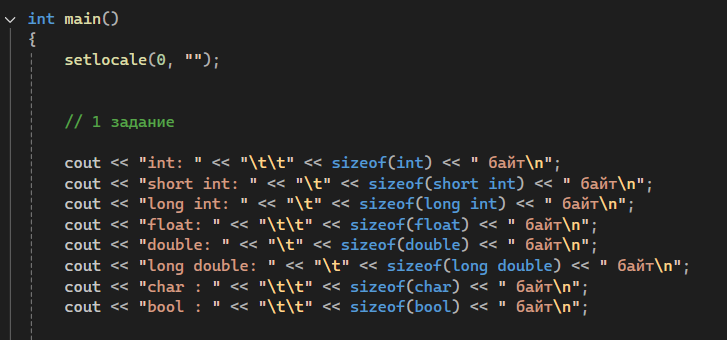 int main()
{
setlocale(0, "");
// 1 задание
cout << "int: " << "\t\t" << sizeof(int) << " байт\n";
cout << "short int: " << "\t" << sizeof(short int) << " байт\n";
cout << "long int: " << "\t" << sizeof(long int) << " байт\n";
cout << "float: " << "\t\t" << sizeof(float) << " байт\n";
cout << "double: " << "\t" << sizeof(double) << " байт\n";
cout << "long double: " << "\t" << sizeof(long double) << " байт\n";
cout << "char : " << "\t\t" << sizeof(char) << " байт\n";
cout << "bool : " << "\t\t" << sizeof(bool) << " байт\n";